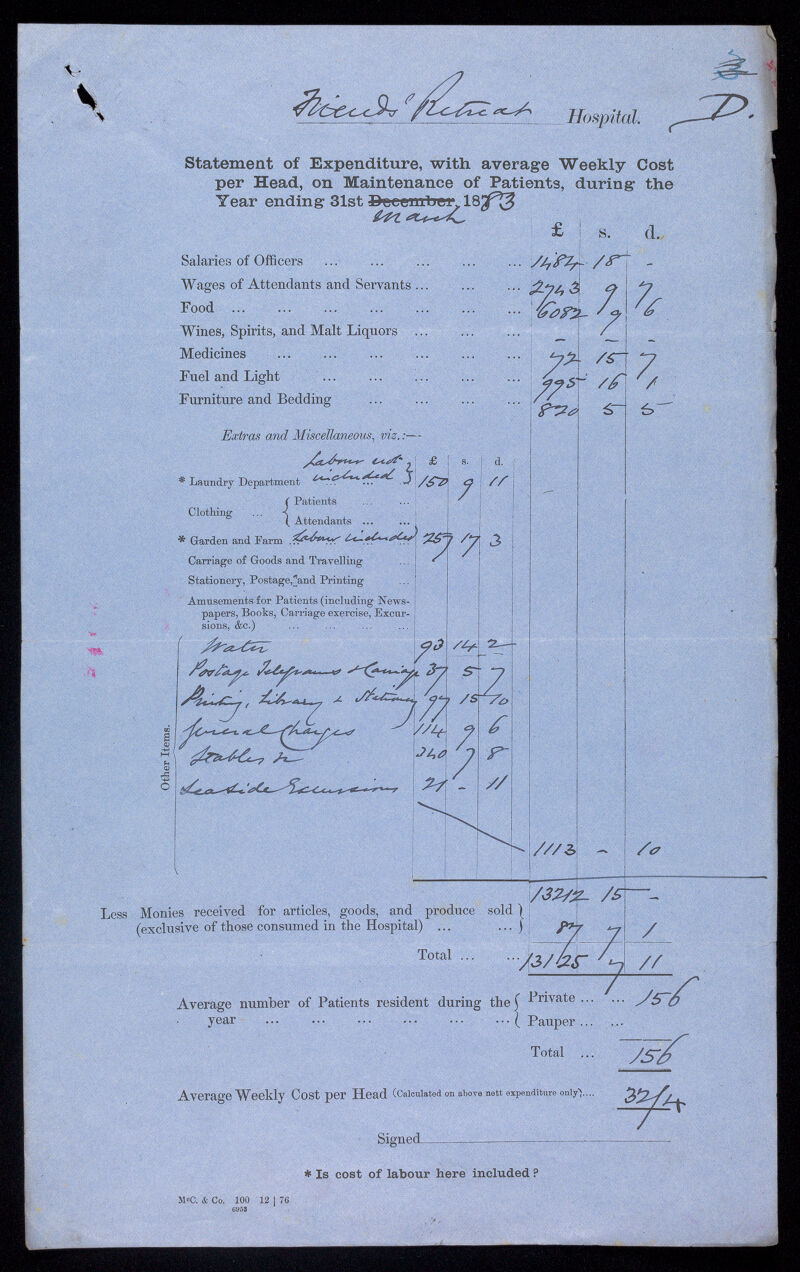 D.
Friends' Retreat Hospital.
Statement of Expenditure, with average Weekly Cost
per Head, on Maintenance of Patients, during the
Year ending 31st December, 1883
March
£ s. d.
Salaries of Officers ... ... ... ... ... 1484 18 -
Wages of Attendants and Servants ... ... ... 2743 9 7
Food ... ... ... ... ... ... ... 6082 19 6
Wines, Spirits, and Malt Liquors ... ... ... - - -
Medicines ... ... ... ... ... ... 72 15 7
Fuel and Light ... ... ... ... ... 995 16 1
Furniture and Bedding ... ... ... ... 820 5 5
Extras and Miscellaneous, viz.:—
Labour not £ s. d.
* Laundry Department included } 150 9 11
Clothing ... { Patients ... ...
Attendants ... ...
* Garden and Farm ... Labour included 257 17 3
Carriage of Goods and Travelling ...
Stationery, Postage, and Printing ...
Amusements for Patients (including News-
papers, Books, Carriage exercise, Excur-
sions, &c.) ... ... ... ...
Other Items.
Water 93 14 2
Postage Telegrams & Carriage 37 5 7
Printing, Library & Stationery 97 15 10
General Charges 114 9 6
Stables &c 340 7 8
Seaside Excursions 21 - 11
1113 - 10
13212 15 -
Less Monies received for articles, goods, and produce sold }
(exclusive of those consumed in the Hospital) ... ... } 87 7 1
Total ... ... 13125 7 11
Average number of Patients resident during the { Private ... ... 156
year ... ... ... ... ... ... { Pauper ... ...
Total ... 156
Average Weekly Cost per Head (Calculated on above nett expenditure only).... 32/4
Signed
* Is cost of labour here included?
McC. & Co. 100 12 | 76
6953